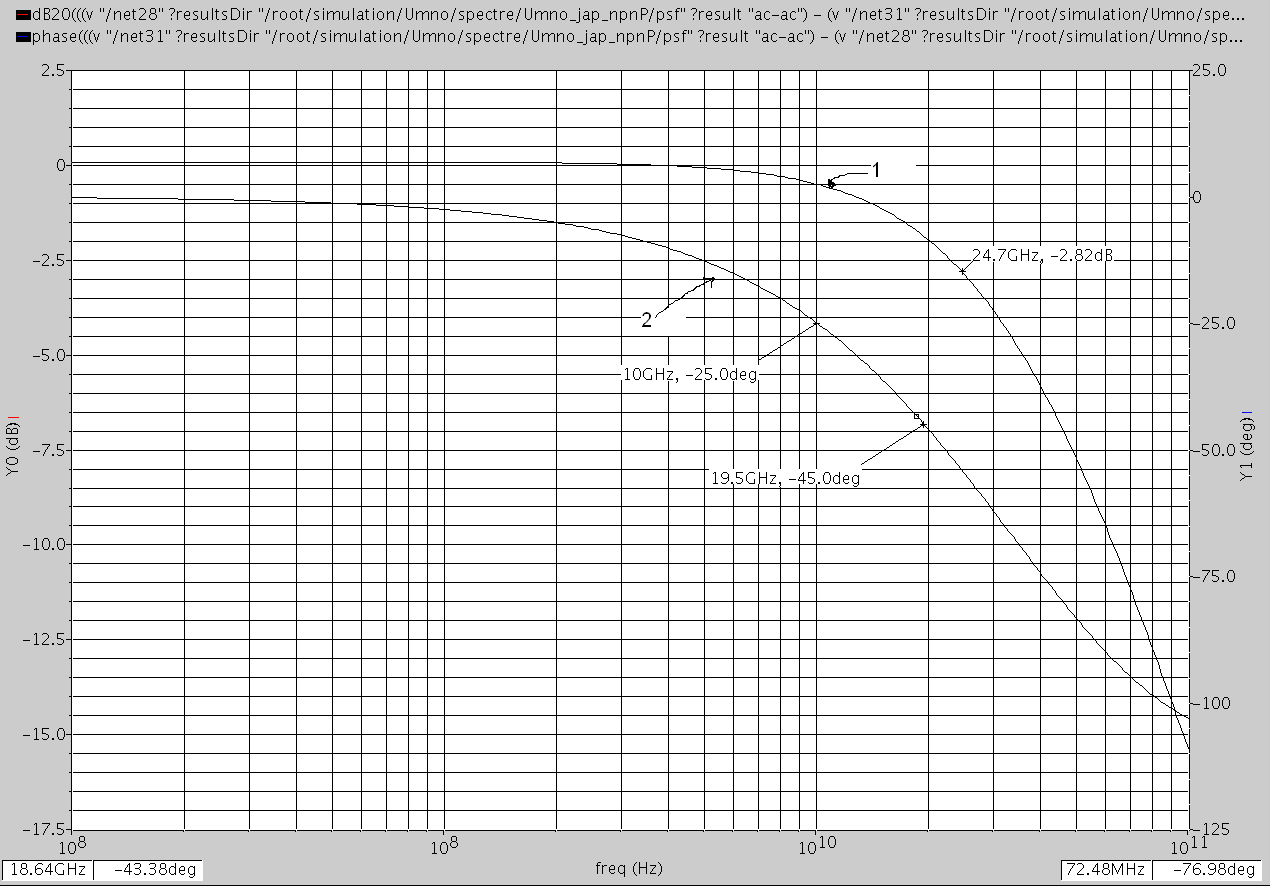 dB20(((v "/net28" ?resultsDir "/root/simulation/Umno/spectre/Umno_jap_npnP/psf" ?result "ac-ac") - (v "/net31" ?resultsDir "/root/simulation/Umno/spe...
phase(((v "/net31" ?resultsDir "/root/simulation/Umno/spectre/Umno_jap_npnP/psf" ?result "ac-ac") - (v "/net28" ?resultsDir "/root/simulation/Umno/sp...
2.5
25.0
0
1
0
-2.5
24.7GHz, -2.82dB
2
-25.0
-5.0
10GHz, -25.0deg
Y0 (dB)
Y1 (deg)
-7.5
-50.0
19.5GHz, -45.0deg
-10.0
-75.0
-12.5
-100
-15.0
-17.5
-125
10^8
10^8
10^10
10^11
18.64GHz
-43.38deg
freq (Hz)
72.48MHz
-76.98deg